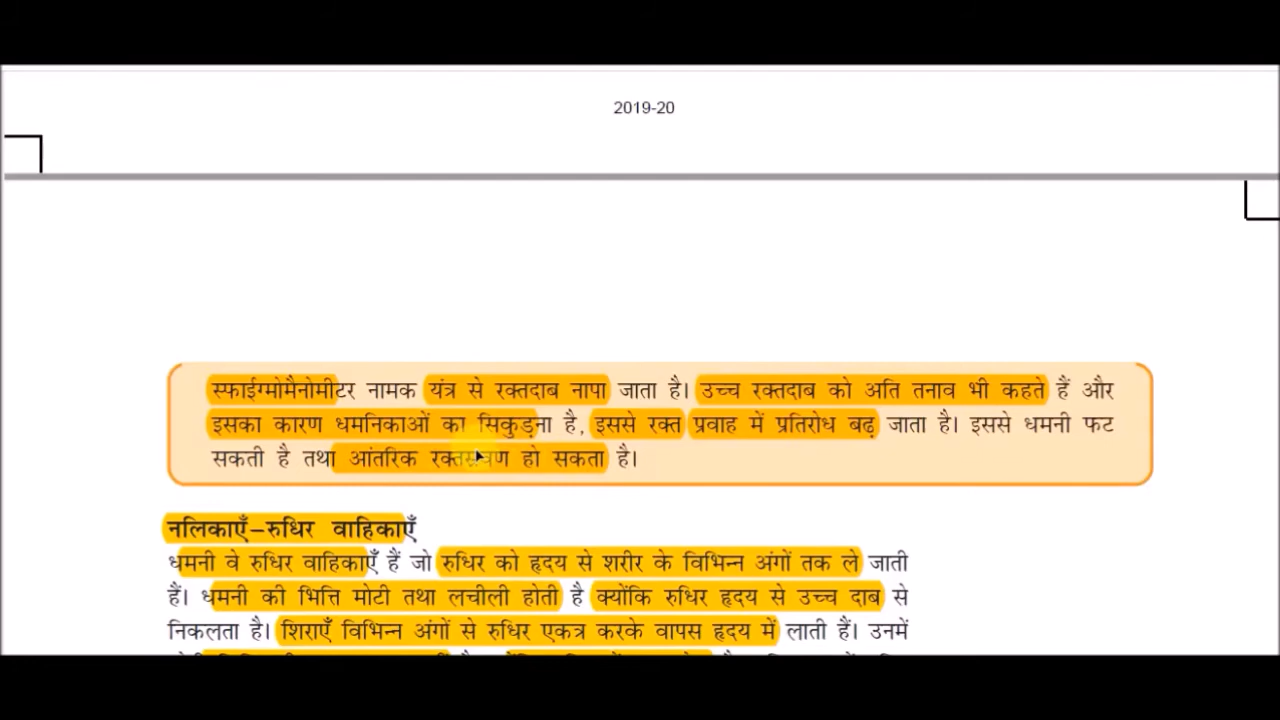 2019-20
स्फाईग्मोमैनोमीटर नामक यंत्र से रक्तदाब नापा जाता है। उच्च रक्तदाब को अति तनाव भी कहते हैं और
इसका कारण धमनिकाओं का सिकुड़ना है, इससे रक्त प्रवाह में प्रतिरोध बढ़ जाता है। इससे धमनी फट
सकती है तथा आंतरिक रक्तस्रवण हो सकता है।
नलिकाएँ–रुधिर वाहिकाएँ
धमनी वे रुधिर वाहिकाएँ हैं जो रुधिर को हृदय से शरीर के विभिन्न अंगों तक ले जाती
हैं। धमनी की भित्ति मोटी तथा लचीली होती है क्योंकि रुधिर हृदय से उच्च दाब से
निकलता है। शिराएँ विभिन्न अंगों से रुधिर एकत्र करके वापस हृदय में लाती हैं। उनमें